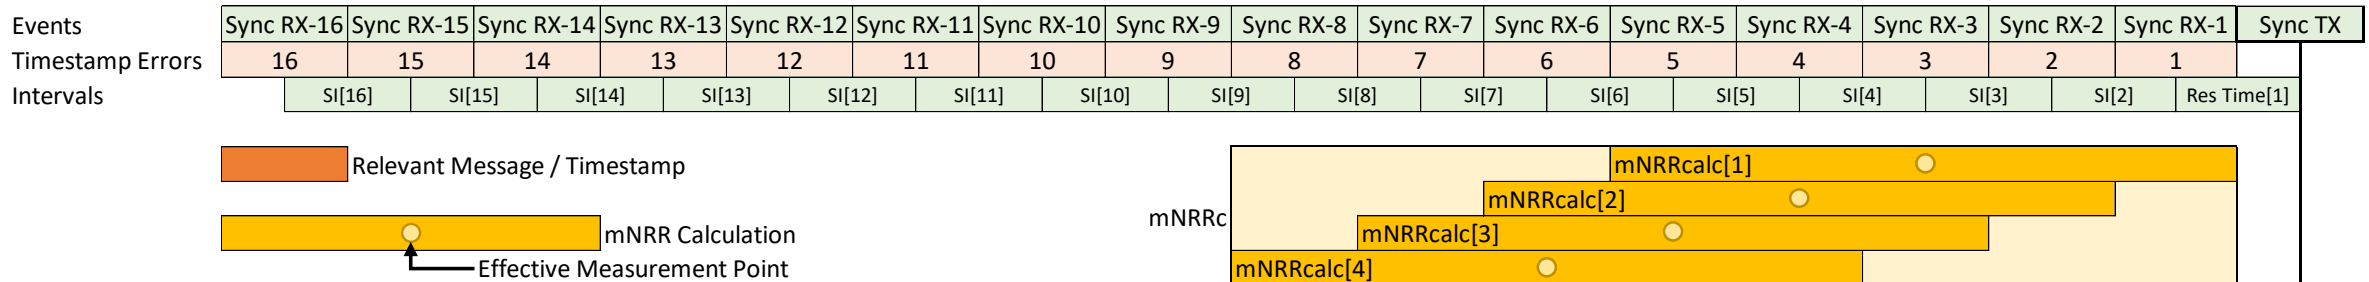 Events Sync RX-16 Sync RX-15 Sync RX-14 Sync RX-13 Sync RX-12 Sync RX-11 Sync RX-10 Sync RX-9 Sync RX-8 Sync RX-7 Sync RX-6 Sync RX-5 Sync RX-4 Sync RX-3 Sync RX-2 Sync RX-1 Sync TX
Timestamp Errors 16 15 14 13 12 11 10 9 8 7 6 5 4 3 2 1
Intervals SI[16] SI[15] SI[14] SI[13] SI[12] SI[11] SI[10] SI[9] SI[8] SI[7] SI[6] SI[5] SI[4] SI[3] SI[2] Res Time[1]
Relevant Message / Timestamp
mNRRcalc[1]
mNRRcalc[2]
mNRRc
mNRR Calculation
mNRRcalc[3]
Effective Measurement Point
mNRRcalc[4]